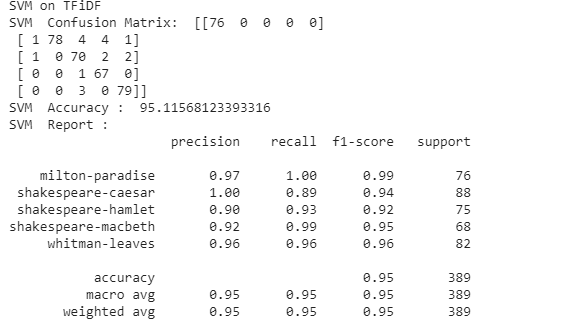 SVM on TFiDF
SVM  Confusion Matrix:  [[76  0  0  0  0]
 [ 1 78  4  4  1]
 [ 1  0 70  2  2]
 [ 0  0  1 67  0]
 [ 0  0  3  0 79]]
SVM  Accuracy :  95.11568123393316
SVM  Report :
precision    recall  f1-score   support
milton-paradise       0.97      1.00      0.99        76
shakespeare-caesar       1.00      0.89      0.94        88
shakespeare-hamlet       0.90      0.93      0.92        75
shakespeare-macbeth       0.92      0.99      0.95        68
whitman-leaves       0.96      0.96      0.96        82
accuracy                           0.95       389
macro avg       0.95      0.95      0.95       389
weighted avg       0.95      0.95      0.95       389